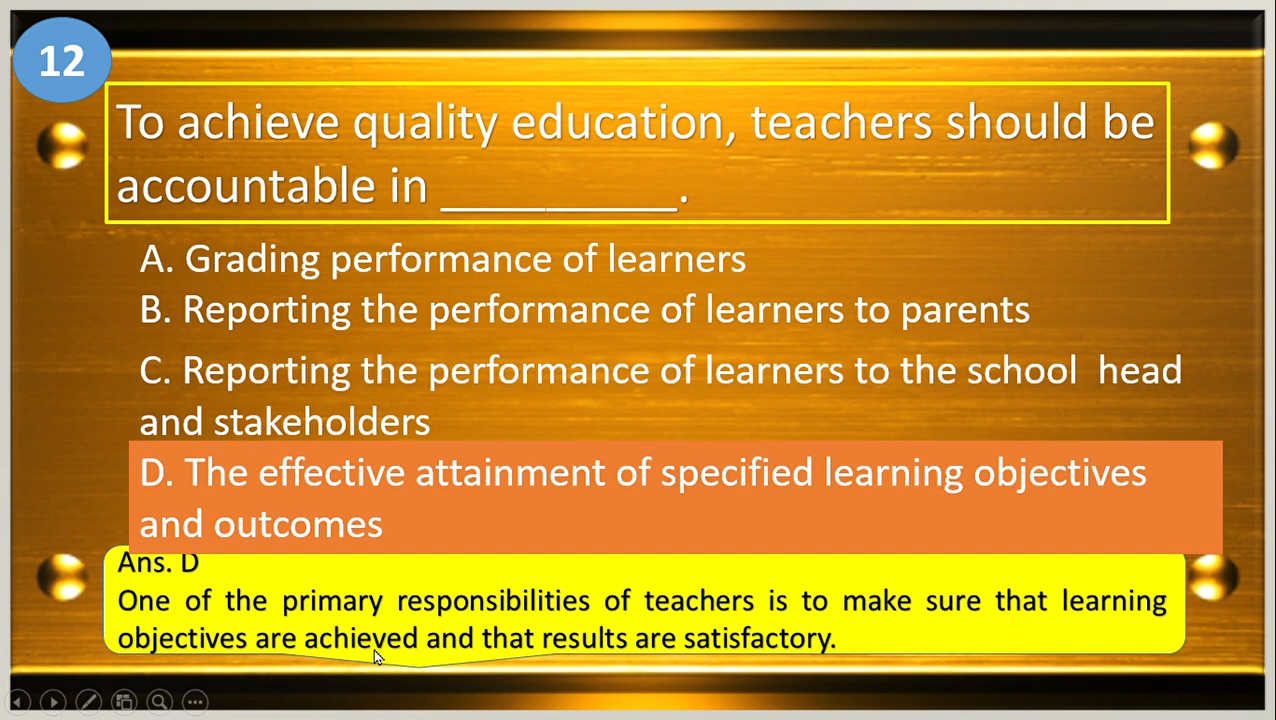 12
To achieve quality education, teachers should be
accountable in __________.
A. Grading performance of learners
B. Reporting the performance of learners to parents
C. Reporting the performance of learners to the school head
and stakeholders
D. The effective attainment of specified learning objectives
and outcomes
Ans. D
One of the primary responsibilities of teachers is to make sure that learning
objectives are achieved and that results are satisfactory.